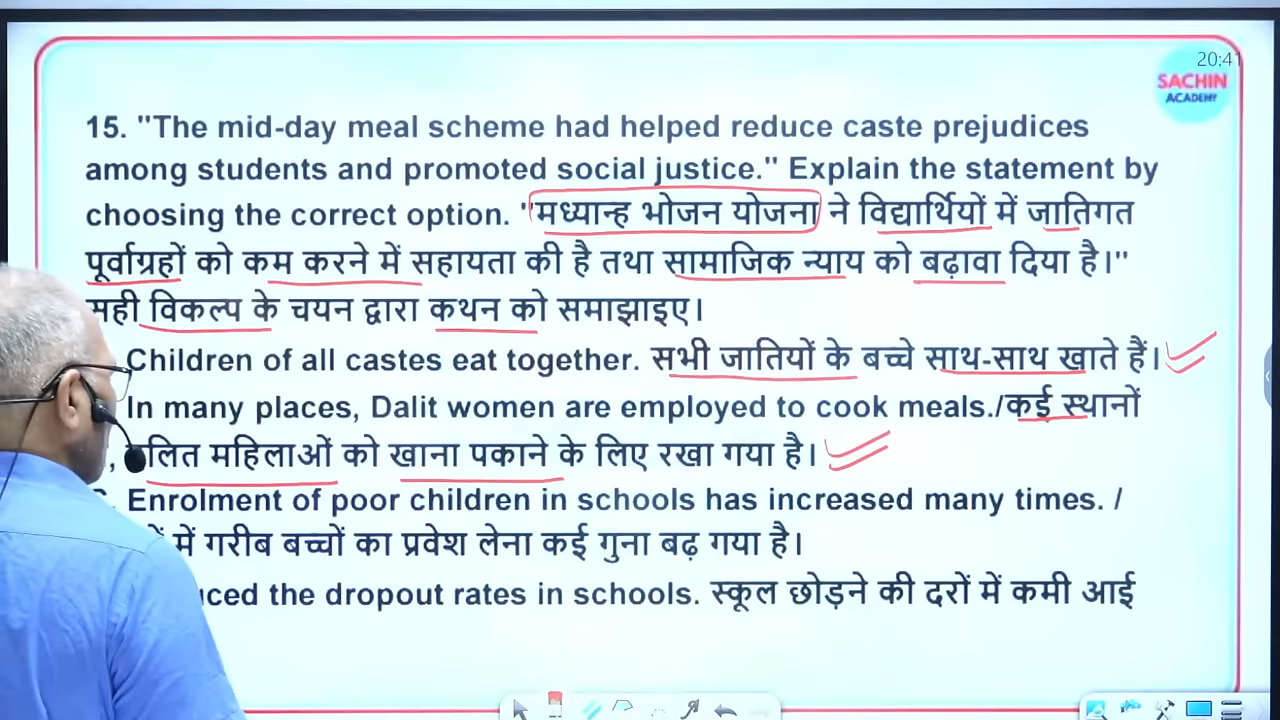 20:41
SACHIN
ACADEMY
15. "The mid-day meal scheme had helped reduce caste prejudices
among students and promoted social justice." Explain the statement by
choosing the correct option. "मध्यान्ह भोजन योजना ने विद्यार्थियों में जातिगत
पूर्वाग्रहों को कम करने में सहायता की है तथा सामाजिक न्याय को बढ़ावा दिया है।"
सही विकल्प के चयन द्वारा कथन को समाझाइए।
Children of all castes eat together. सभी जातियों के बच्चे साथ-साथ खाते हैं।
In many places, Dalit women are employed to cook meals./कई स्थानों
महिलाओं को खाना पकाने के लिए रखा गया है।
Enrolment of poor children in schools has increased many times. /
में गरीब बच्चों का प्रवेश लेना कई गुना बढ़ गया है।
the dropout rates in schools. स्कूल छोड़ने की दरों में कमी आई